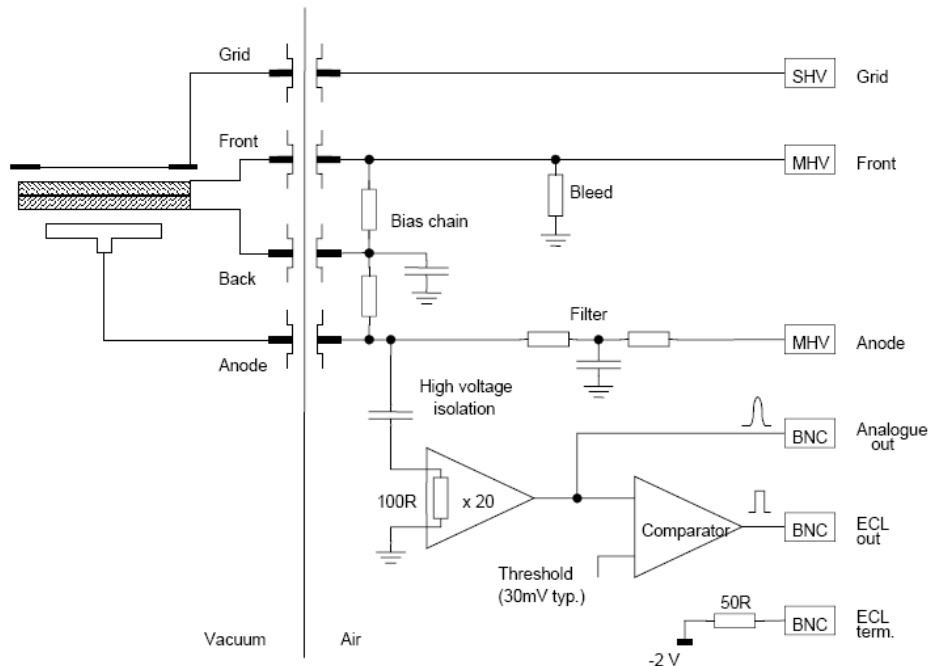 Grid
SHV
Grid
Front
MHV
Front
Bleed
Bias chain
Back
Filter
Anode
MHV
Anode
High voltage
isolation
BNC
Analogue
out
100R
x 20
Comparator
BNC
ECL
out
Threshold
(30mV typ.)
50R
BNC
ECL
term.
-2 V
Vacuum
Air